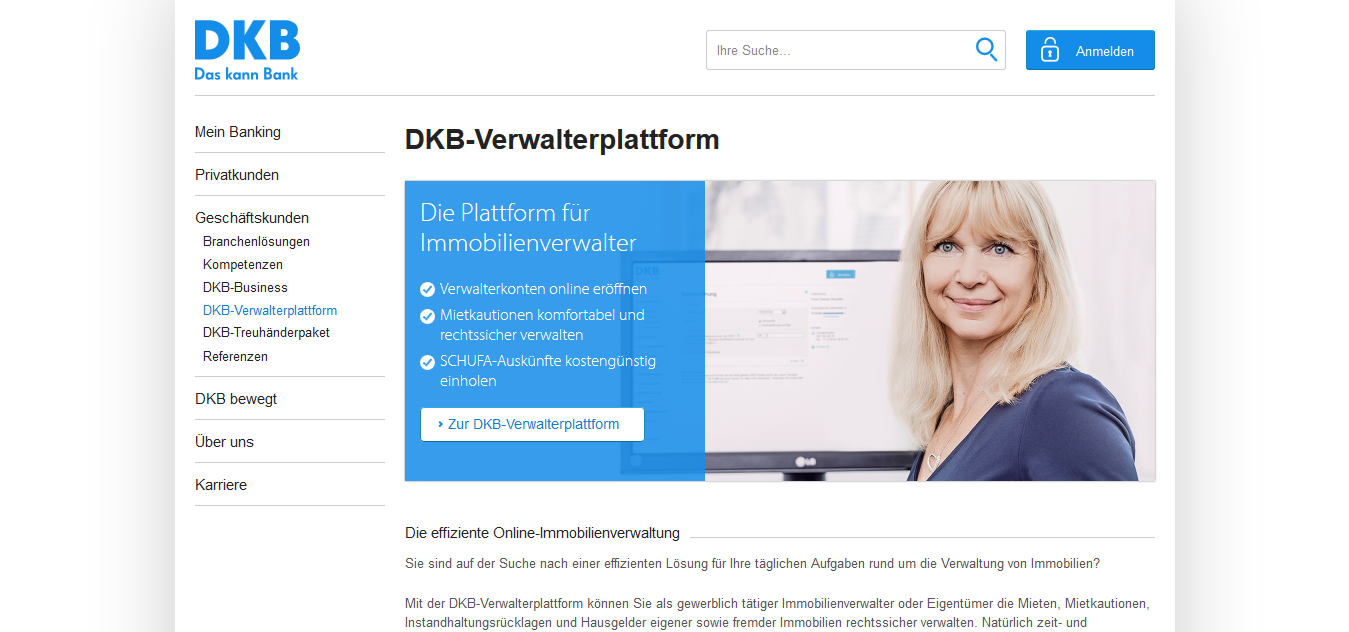 DKB
Das kann Bank
Ihre Suche...
Anmelden
Mein Banking
Privatkunden
Geschäftskunden
Branchenlösungen
Kompetenzen
DKB-Business
DKB-Verwalterplattform
DKB-Treuhänderpaket
Referenzen
DKB bewegt
Über uns
Karriere
DKB-Verwalterplattform
Die Plattform für
Immobilienverwalter
Verwalterkonten online eröffnen
Mietkautionen komfortabel und
rechtssicher verwalten
SCHUFA-Auskünfte kostengünstig
einholen
› Zur DKB-Verwalterplattform
DKB
LG
Die effiziente Online-Immobilienverwaltung
Sie sind auf der Suche nach einer effizienten Lösung für Ihre täglichen Aufgaben rund um die Verwaltung von Immobilien?
Mit der DKB-Verwalterplattform können Sie als gewerblich tätiger Immobilienverwalter oder Eigentümer die Mieten, Mietkautionen,
Instandhaltungsrücklagen und Hausgelder eigener sowie fremder Immobilien rechtssicher verwalten. Natürlich zeit- und